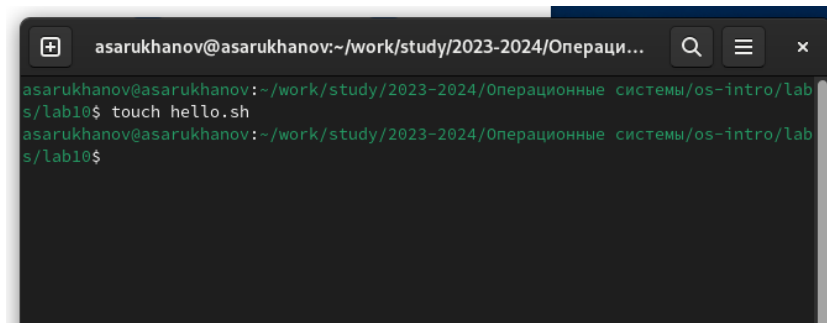 asarukhanov@asarukhanov:~/work/study/2023-2024/Операци...
asarukhanov@asarukhanov:~/work/study/2023-2024/Операционные системы/os-intro/lab
s/lab10$ touch hello.sh
asarukhanov@asarukhanov:~/work/study/2023-2024/Операционные системы/os-intro/lab
s/lab10$